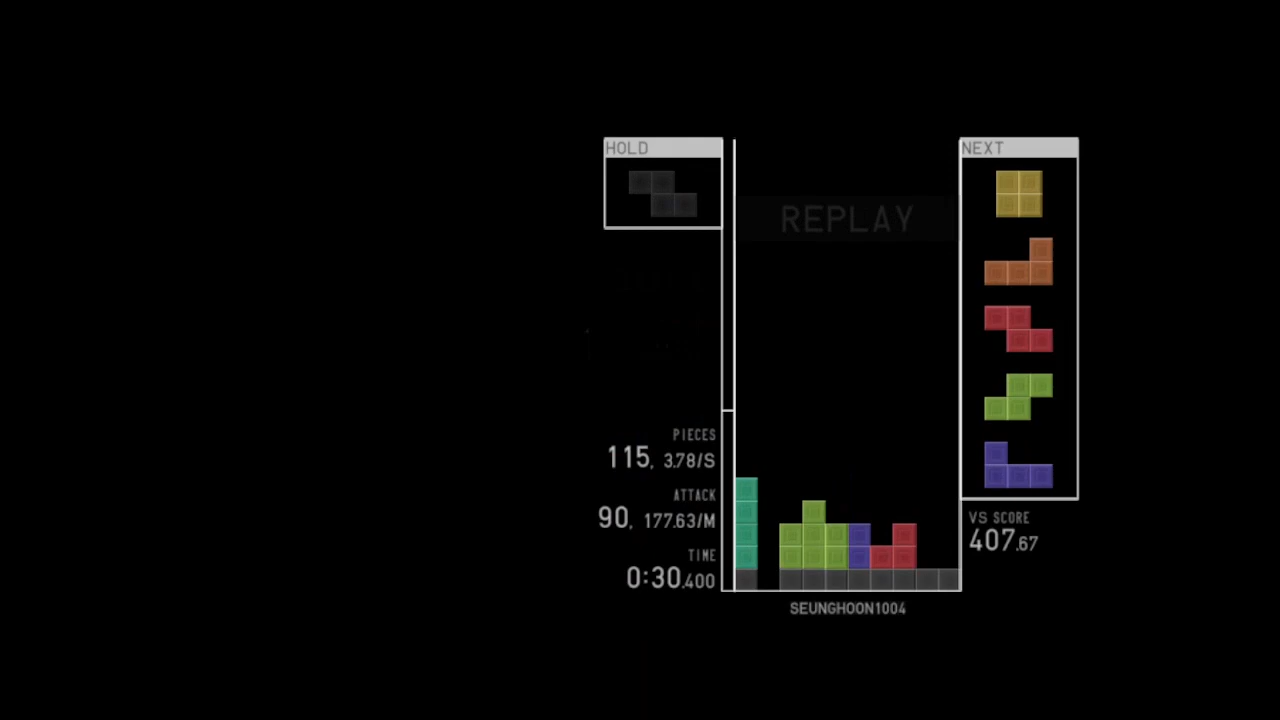 HOLD
NEXT
REPLAY
PIECES
115, 3.78/S
ATTACK
90, 177.63/M
TIME
0:30.400
VS SCORE
407.67
SEUNGHOON1004